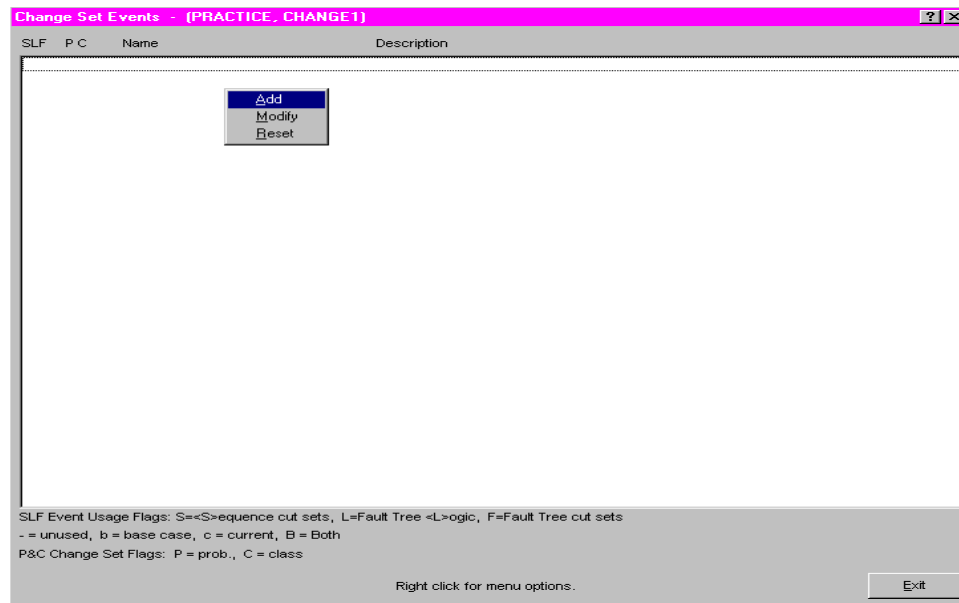 Change Set Events - (PRACTICE, CHANGE1)
SLF P C Name Description
Add
Modify
Reset
SLF Event Usage Flags: S=<S>equence cut sets, L=Fault Tree <L>ogic, F=Fault Tree cut sets
- = unused, b = base case, c = current, B = Both
P&C Change Set Flags: P = prob., C = class
Right click for menu options.
Exit